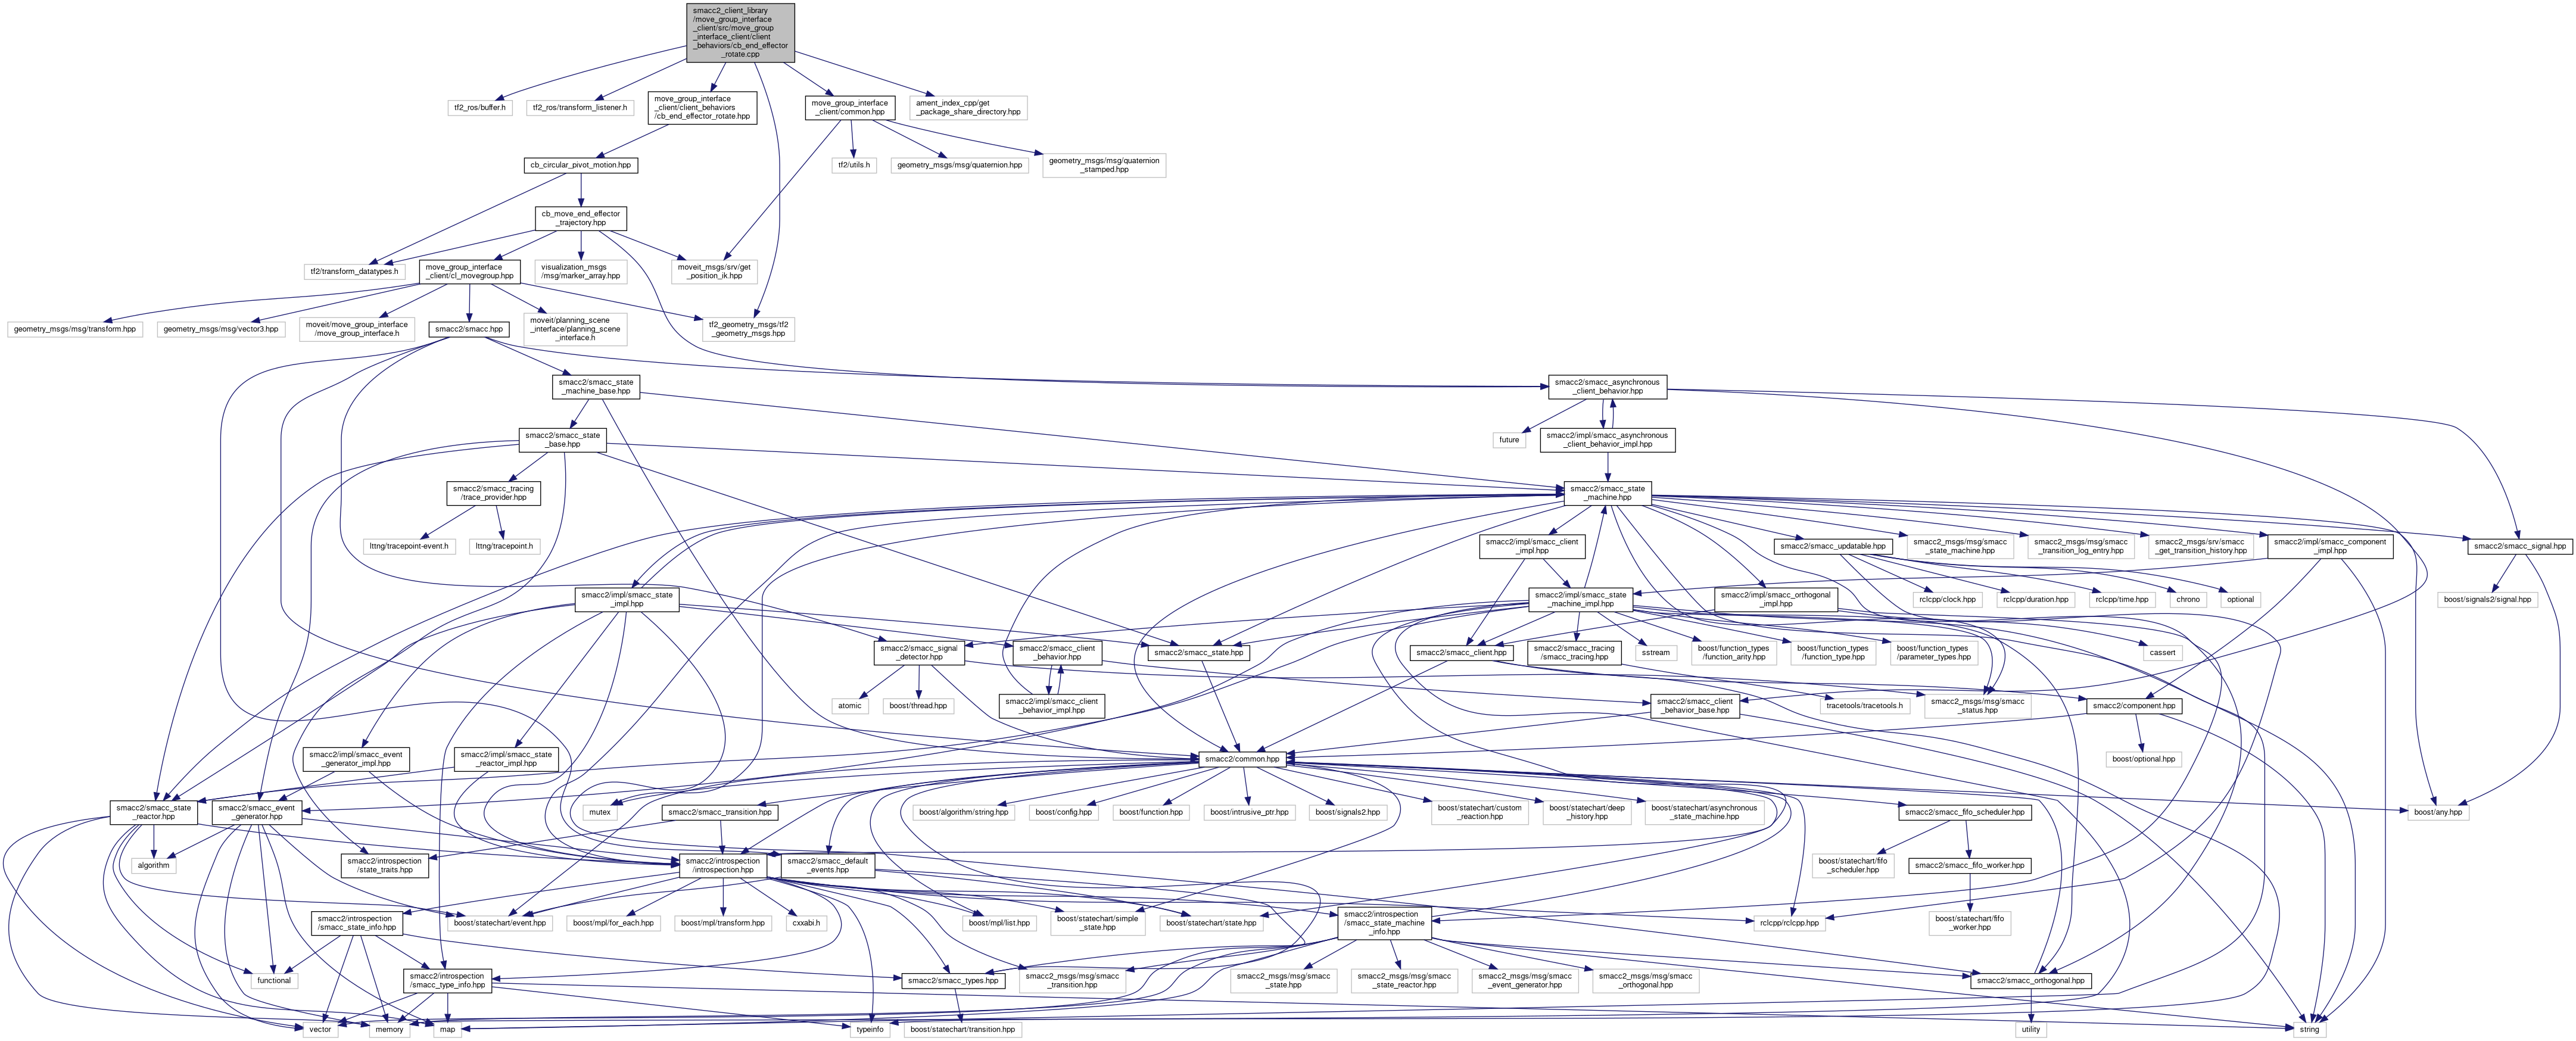 smacc2_client_library
/move_group_interface
_client/src/move_group
_interface_client/client
_behaviors/cb_end_effector
_rotate.cpp
tf2_ros/buffer.h
tf2_ros/transform_listener.h
move_group_interface
_client/client_behaviors
/cb_end_effector_rotate.hpp
move_group_interface
_client/common.hpp
ament_index_cpp/get
_package_share_directory.hpp
cb_circular_pivot_motion.hpp
tf2/utils.h
geometry_msgs/msg/quaternion.hpp
geometry_msgs/msg/quaternion
_stamped.hpp
cb_move_end_effector
_trajectory.hpp
tf2/transform_datatypes.h
move_group_interface
_client/cl_movegroup.hpp
visualization_msgs
/msg/marker_array.hpp
moveit_msgs/srv/get
_position_ik.hpp
geometry_msgs/msg/transform.hpp
geometry_msgs/msg/vector3.hpp
moveit/move_group_interface
/move_group_interface.h
smacc2/smacc.hpp
moveit/planning_scene
_interface/planning_scene
_interface.h
tf2_geometry_msgs/tf2
_geometry_msgs.hpp
smacc2/smacc_state
_machine_base.hpp
smacc2/smacc_asynchronous
_client_behavior.hpp
smacc2/smacc_state
_base.hpp
future
smacc2/impl/smacc_asynchronous
_client_behavior_impl.hpp
smacc2/smacc_tracing
/trace_provider.hpp
smacc2/smacc_state
_machine.hpp
lttng/tracepoint-event.h
lttng/tracepoint.h
smacc2/impl/smacc_client
_impl.hpp
smacc2/smacc_updatable.hpp
smacc2_msgs/msg/smacc
_state_machine.hpp
smacc2_msgs/msg/smacc
_transition_log_entry.hpp
smacc2_msgs/srv/smacc
_get_transition_history.hpp
smacc2/impl/smacc_component
_impl.hpp
smacc2/smacc_signal.hpp
smacc2/impl/smacc_state
_impl.hpp
smacc2/impl/smacc_state
_machine_impl.hpp
smacc2/impl/smacc_orthogonal
_impl.hpp
rclcpp/clock.hpp
rclcpp/duration.hpp
rclcpp/time.hpp
chrono
optional
boost/signals2/signal.hpp
smacc2/smacc_signal
_detector.hpp
smacc2/smacc_client
_behavior.hpp
smacc2/smacc_state.hpp
smacc2/smacc_client.hpp
smacc2/smacc_tracing
/smacc_tracing.hpp
sstream
boost/function_types
/function_arity.hpp
boost/function_types
/function_type.hpp
boost/function_types
/parameter_types.hpp
cassert
atomic
boost/thread.hpp
smacc2/impl/smacc_client
_behavior_impl.hpp
smacc2/smacc_client
_behavior_base.hpp
tracetools/tracetools.h
smacc2_msgs/msg/smacc
_status.hpp
smacc2/component.hpp
smacc2/impl/smacc_event
_generator_impl.hpp
smacc2/impl/smacc_state
_reactor_impl.hpp
smacc2/common.hpp
boost/optional.hpp
smacc2/smacc_state
_reactor.hpp
smacc2/smacc_event
_generator.hpp
mutex
smacc2/smacc_transition.hpp
boost/algorithm/string.hpp
boost/config.hpp
boost/function.hpp
boost/intrusive_ptr.hpp
boost/signals2.hpp
boost/statechart/custom
_reaction.hpp
boost/statechart/deep
_history.hpp
boost/statechart/asynchronous
_state_machine.hpp
smacc2/smacc_fifo_scheduler.hpp
boost/any.hpp
algorithm
smacc2/introspection
/state_traits.hpp
smacc2/introspection
/introspection.hpp
smacc2/smacc_default
_events.hpp
boost/statechart/fifo
_scheduler.hpp
smacc2/smacc_fifo_worker.hpp
smacc2/introspection
/smacc_state_info.hpp
boost/statechart/event.hpp
boost/mpl/for_each.hpp
boost/mpl/transform.hpp
cxxabi.h
boost/mpl/list.hpp
boost/statechart/simple
_state.hpp
boost/statechart/state.hpp
smacc2/introspection
/smacc_state_machine
_info.hpp
rclcpp/rclcpp.hpp
boost/statechart/fifo
_worker.hpp
functional
smacc2/introspection
/smacc_type_info.hpp
smacc2/smacc_types.hpp
smacc2_msgs/msg/smacc
_transition.hpp
smacc2_msgs/msg/smacc
_state.hpp
smacc2_msgs/msg/smacc
_state_reactor.hpp
smacc2_msgs/msg/smacc
_event_generator.hpp
smacc2_msgs/msg/smacc
_orthogonal.hpp
smacc2/smacc_orthogonal.hpp
vector
memory
map
typeinfo
boost/statechart/transition.hpp
utility
string